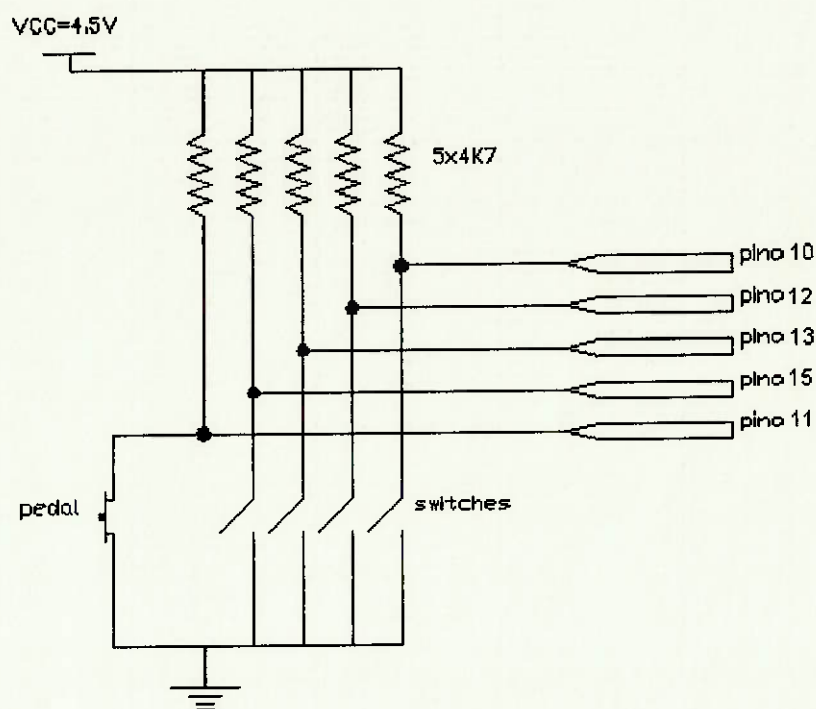 VCC=4.5V
5x4K7
pino 10
pino 12
pino 13
pino 15
pino 11
pedal
switches